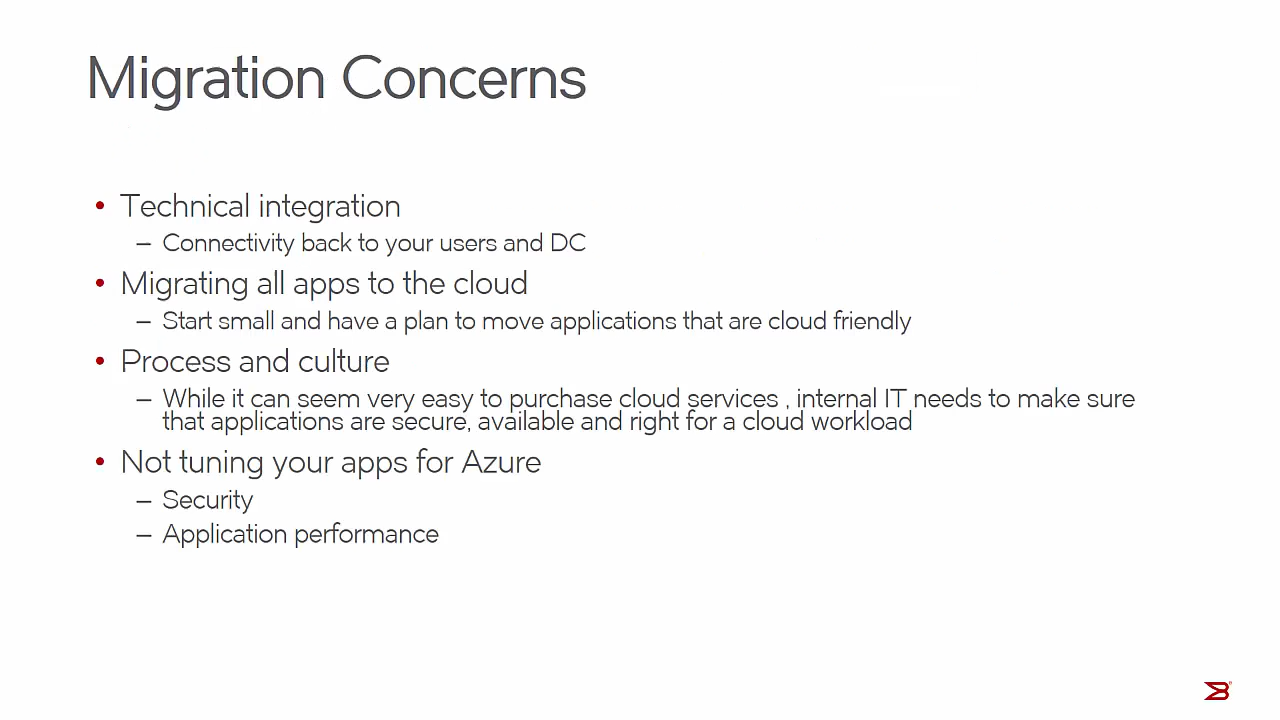 Migration Concerns
• Technical integration
– Connectivity back to your users and DC
• Migrating all apps to the cloud
– Start small and have a plan to move applications that are cloud friendly
• Process and culture
– While it can seem very easy to purchase cloud services , internal IT needs to make sure
that applications are secure, available and right for a cloud workload
• Not tuning your apps for Azure
– Security
– Application performance